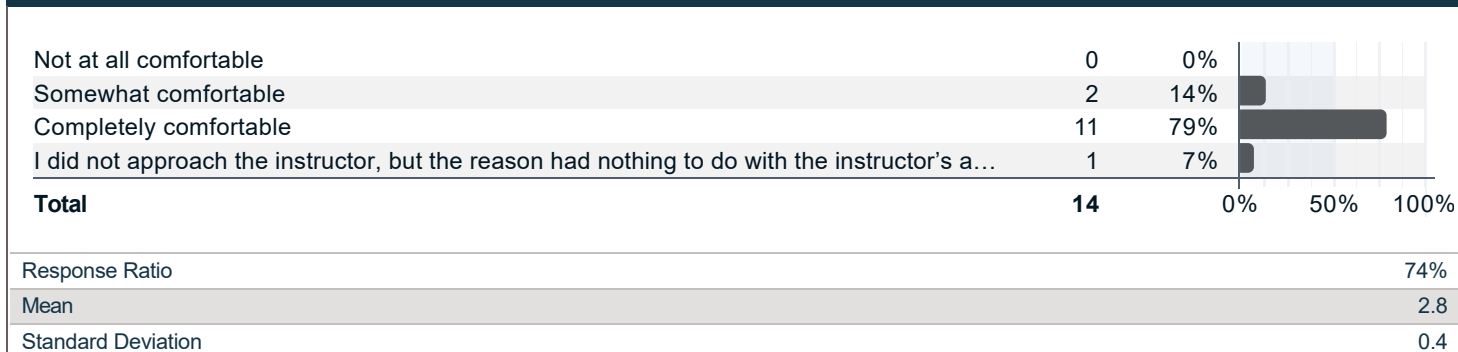 Not at all comfortable 0 0%
Somewhat comfortable 2 14%
Completely comfortable 11 79%
I did not approach the instructor, but the reason had nothing to do with the instructor’s a… 1 7%
Total 14 0% 50% 100%
Response Ratio 74%
Mean 2.8
Standard Deviation 0.4